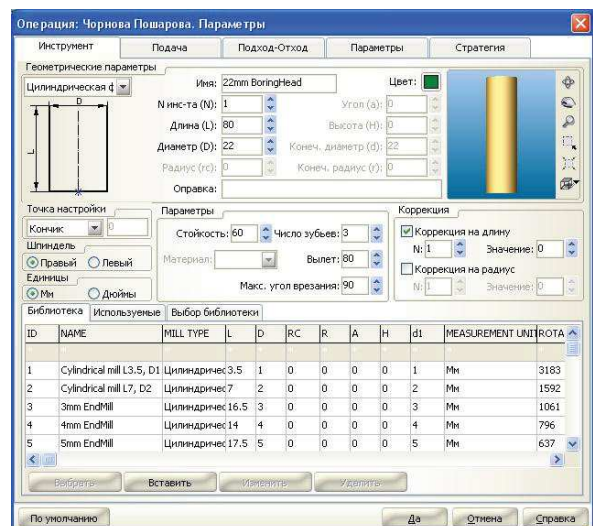 Операция: Чорнова Пошарова. Параметры
Инструмент Подача Подход-Отход Параметры Стратегия
Геометрические параметры
Цилиндрическая ф Имя: 22mm BoringHead Цвет:
D
L
N инс-та (N): 1 Угол (a): 0
Длина (L): 80 Высота (H): 0
Диаметр (D): 22 Конеч. диаметр (d): 22
Радиус (rc): 0 Конеч. радиус (r): 0
Оправка:
Точка настройки Параметры Коррекция
Кончик 0 Стойкость: 60 Число зубьев: 3 Коррекция на длину
Шпиндель N: 1 Значение: 0
Правый Левый Материал: Вылет: 80 Коррекция на радиус
Единицы Макс. угол врезания: 90 N: 1 Значение: 0
Мм Дюймы
Библиотека Используемые Выбор библиотеки
ID NAME MILL TYPE L D RC R A H d1 MEASUREMENT UNIT ROTA
1 Cylindrical mill L3.5, D1 Цилиндричес 3.5 1 0 0 0 0 1 Мм 3183
2 Cylindrical mill L7, D2 Цилиндричес 7 2 0 0 0 0 2 Мм 1592
3 3mm EndMill Цилиндричес 16.5 3 0 0 0 0 3 Мм 1061
4 4mm EndMill Цилиндричес 14 4 0 0 0 0 4 Мм 796
5 5mm EndMill Цилиндричес 17.5 5 0 0 0 0 5 Мм 637
Выбрать Вставить Изменить Удалить
По умолчанию Да Отмена Справка